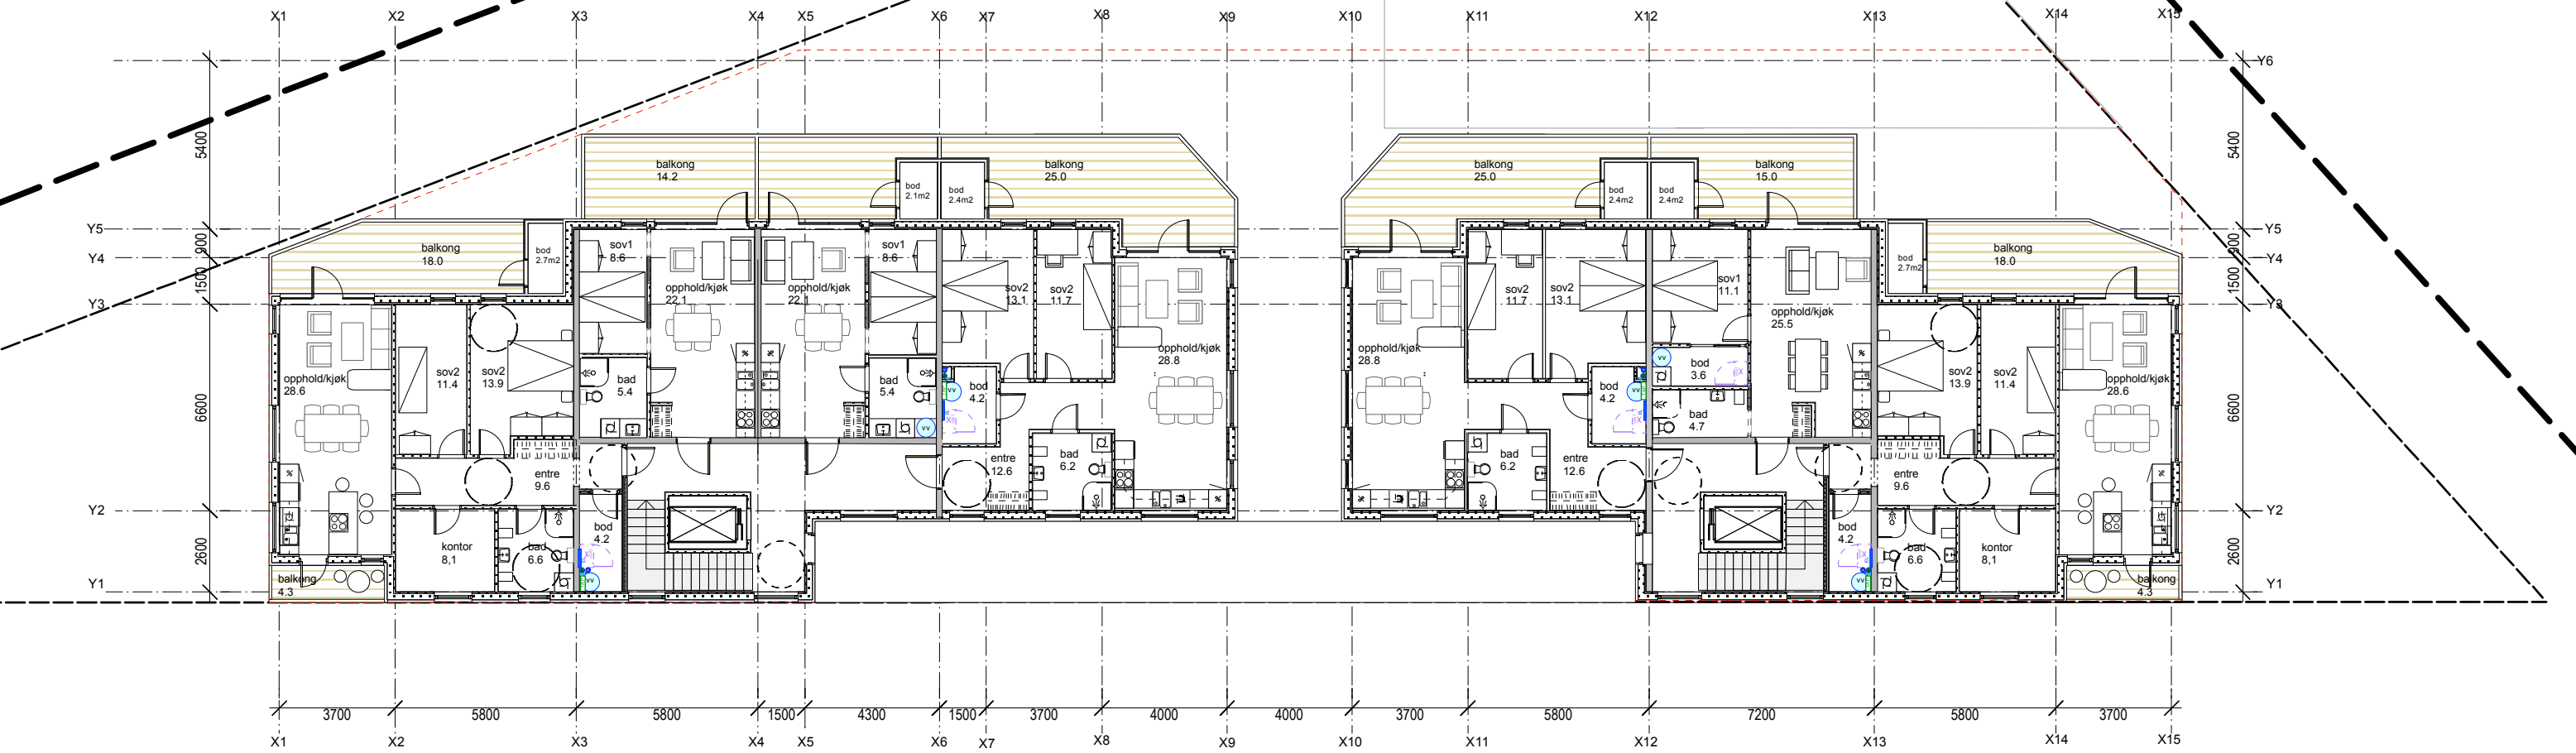 X1 X2 X3 X4 X5 X6 X7 X8 X9 X10 X11 X12 X13 X14 X15
Y6
5400
5400
balkong
14.2
balkong
25.0
balkong
25.0
balkong
15.0
bod
2.1m2
bod
2.4m2
bod
2.4m2
bod
2.4m2
Y5
Y5
900
900
Y4
Y4
1500
1500
Y3
Y3
balkong
18.0
bod
2.7m2
bod
2.7m2
balkong
18.0
sov1
8.6
opphold/kjøk
22.1
opphold/kjøk
22.1
sov1
8.6
sov2
13.1
sov2
11.7
opphold/kjøk
28.8
opphold/kjøk
28.8
sov2
11.7
sov2
13.1
sov1
11.1
opphold/kjøk
25.5
opphold/kjøk
28.6
sov2
11.4
sov2
13.9
bad
5.4
bad
5.4
VV
bod
4.2
VV
bod
4.2
VV
VV
bod
3.6
bad
4.7
sov2
13.9
sov2
11.4
opphold/kjøk
28.6
6600
6600
entre
9.6
entre
12.6
bad
6.2
bad
6.2
entre
12.6
entre
9.6
Y2
Y2
2600
2600
kontor
8,1
bad
6.6
bod
4.2
VV
bod
4.2
VV
bad
6.6
kontor
8,1
balkong
4.3
balkong
4.3
Y1
Y1
3700 5800 5800 1500 4300 1500 3700 4000 4000 3700 5800 7200 5800 3700
X1 X2 X3 X4 X5 X6 X7 X8 X9 X10 X11 X12 X13 X14 X15